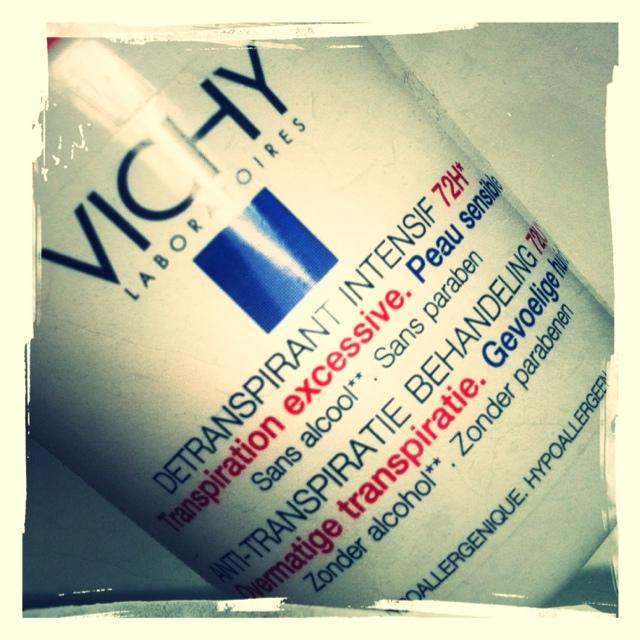 VICHY
LABORATOIRES
DETRANSPIRANT INTENSIF 72H*
Transpiration excessive. Peau sensible
Sans alcool**. Sans paraben
ANTI-TRANSPIRATIE BEHANDELING
Overmatige transpiratie. Gevoelige
Zonder alcohol**. Zonder parabenen
HYPOALLERGEEN